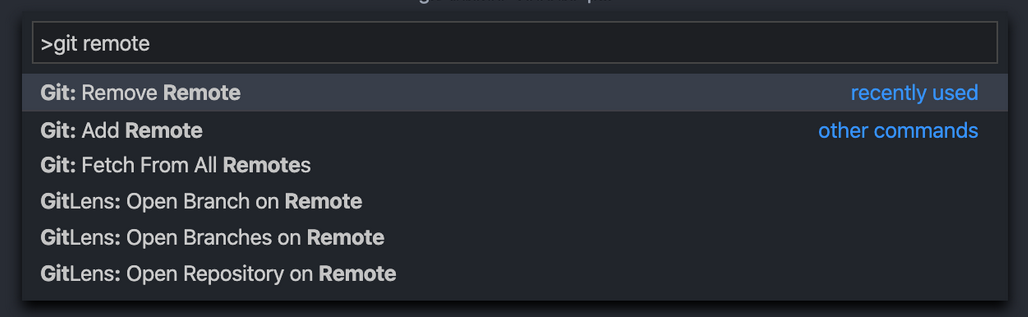 >git remote
Git: Remove Remote recently used
Git: Add Remote other commands
Git: Fetch From All Remotes
GitLens: Open Branch on Remote
GitLens: Open Branches on Remote
GitLens: Open Repository on Remote